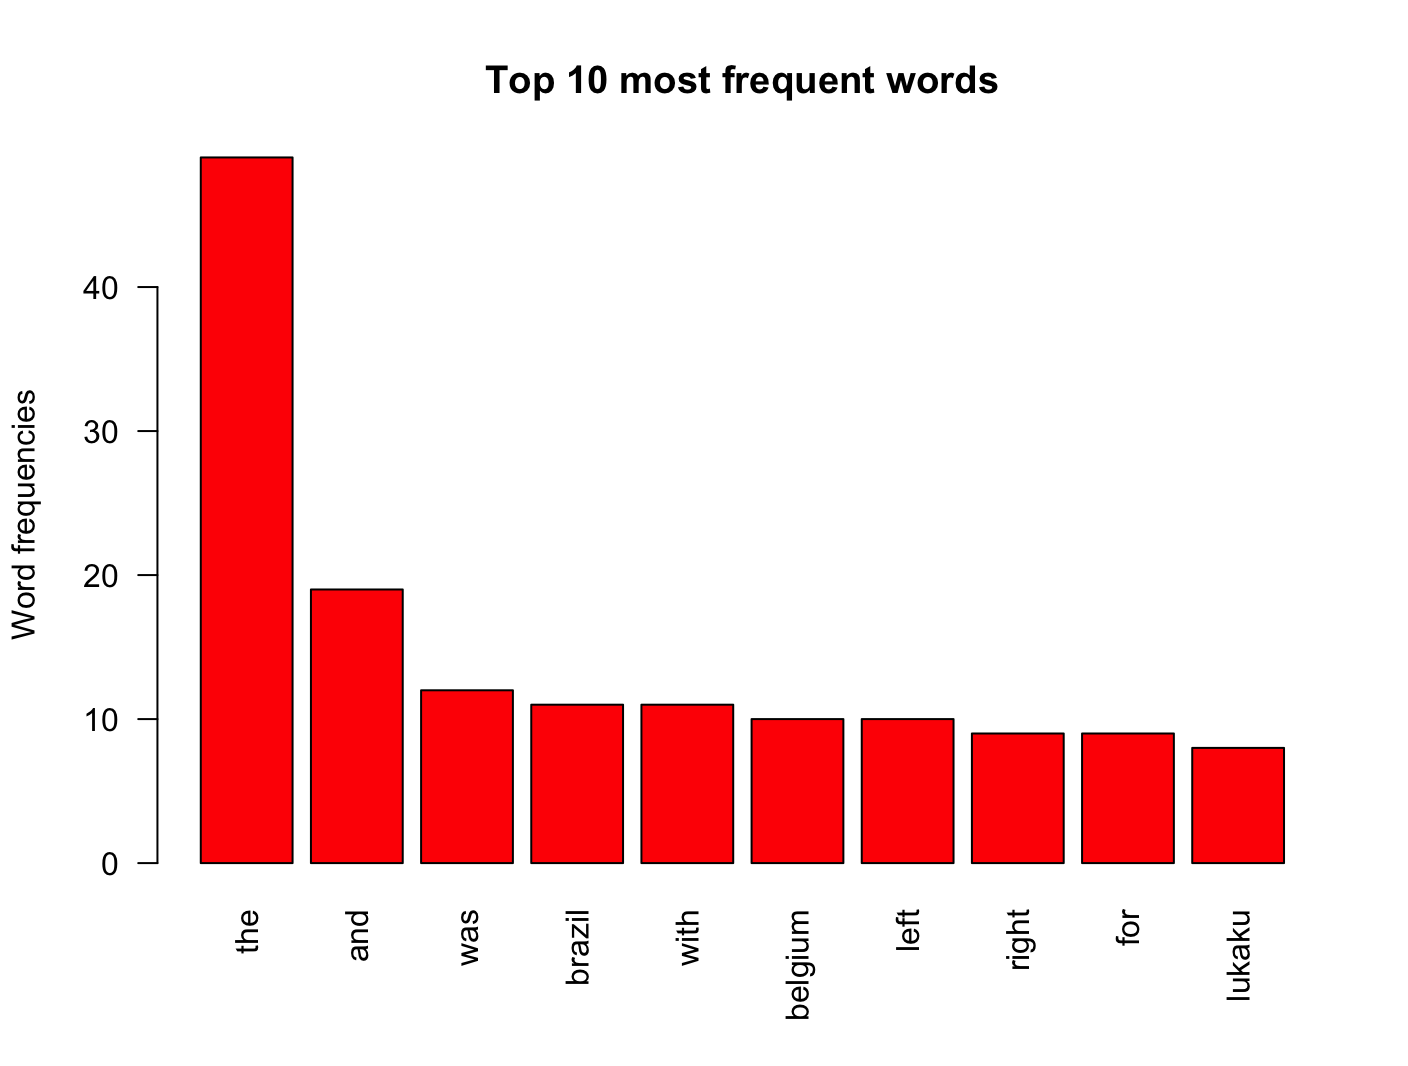 Top 10 most frequent words
Word frequencies
40
30
20
10
0
the
and
was
brazil
with
belgium
left
right
for
lukaku